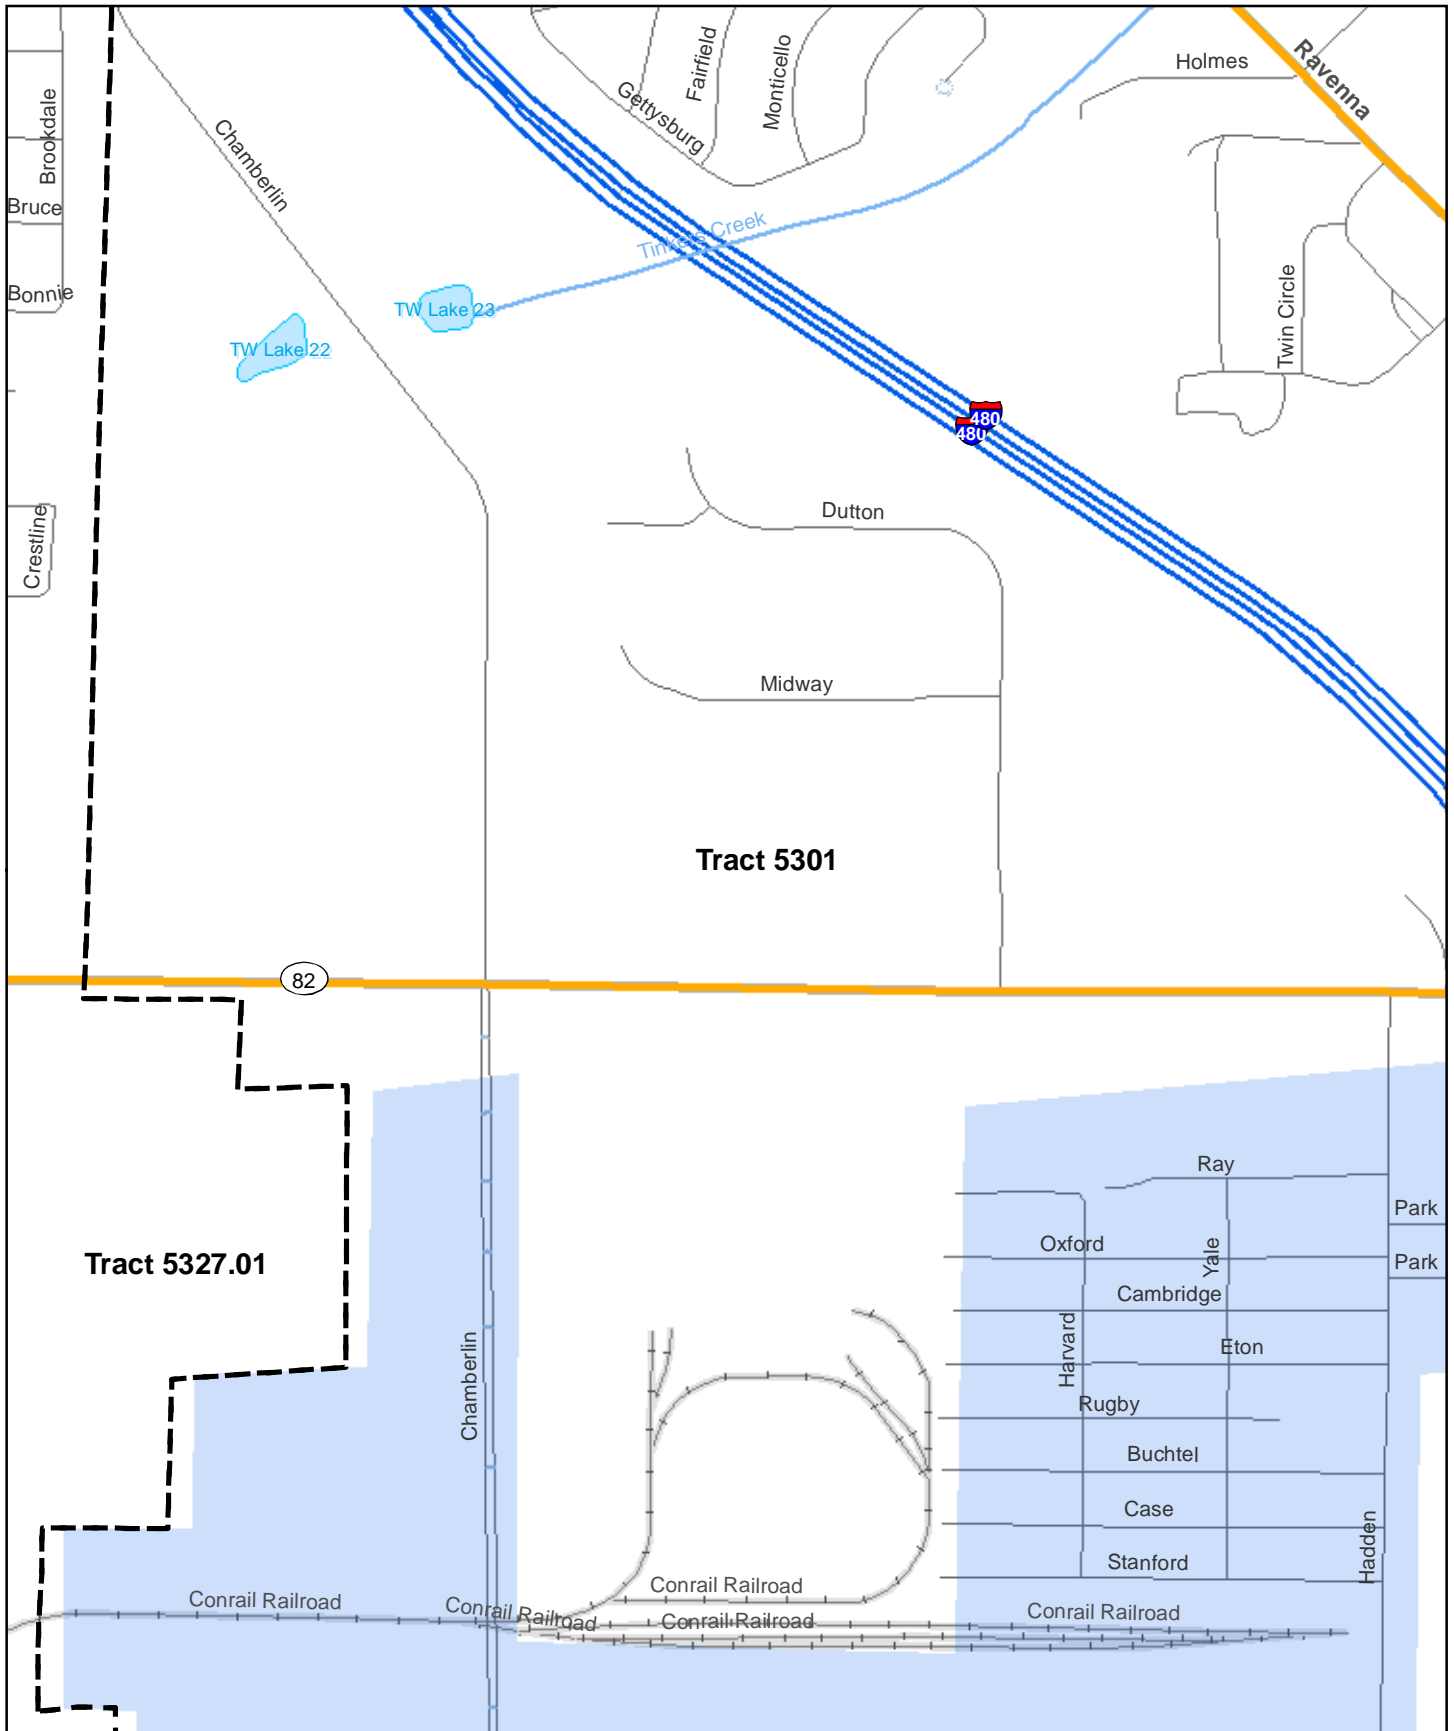 Holmes
Ravenna
Fairfield
Monticello
Gettysburg
Brookdale
Chamberlin
Bruce
Tinkers Creek
Bonnie
TW Lake 23
TW Lake 22
Twin Circle
480
480
Dutton
Crestline
Midway
Tract 5301
82
Ray
Park
Oxford
Yale
Park
Tract 5327.01
Cambridge
Harvard
Eton
Chamberlin
Rugby
Buchtel
Case
Hadden
Stanford
Conrail Railroad
Conrail Railroad
Conrail Railroad
Conrail Railroad
Conrail Railroad